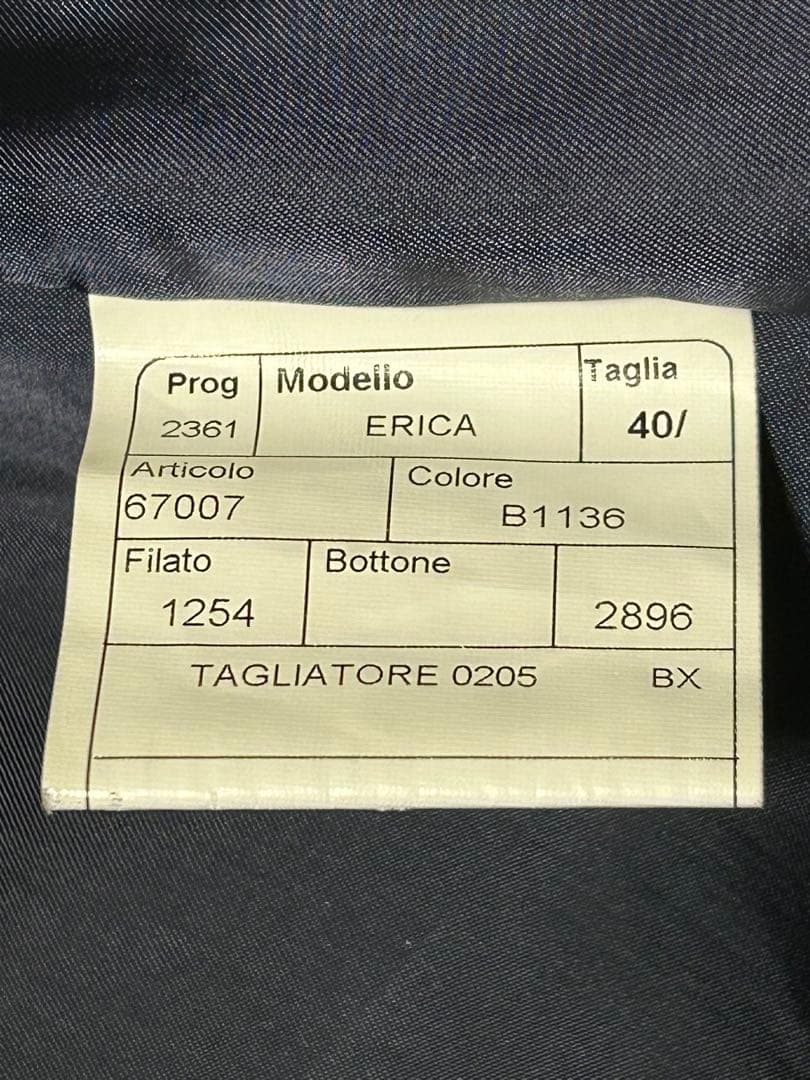 Prog Modello Taglia
2361 ERICA 40/
Articolo Colore
67007 B1136
Filato Bottone
1254 2896
TAGLIATORE 0205 BX